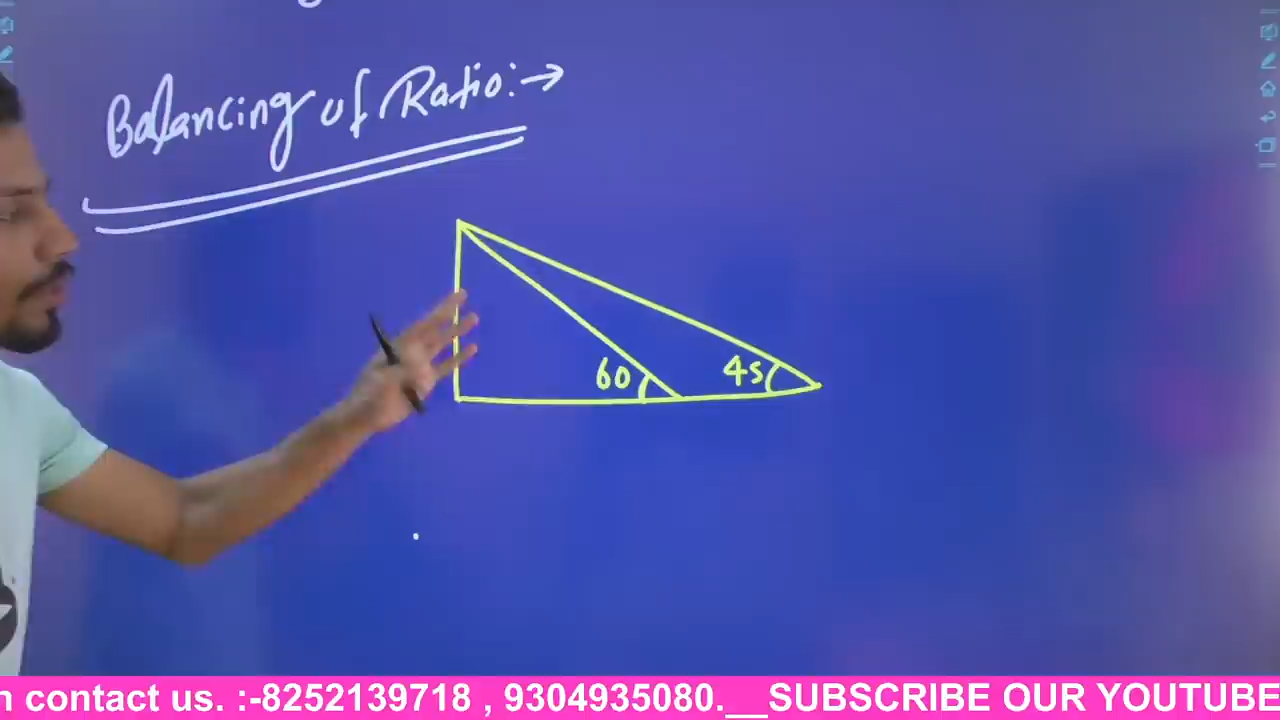 Balancing of Ratio:→
60
45
n contact us. :-8252139718 , 9304935080.__SUBSCRIBE OUR YOUTUBE